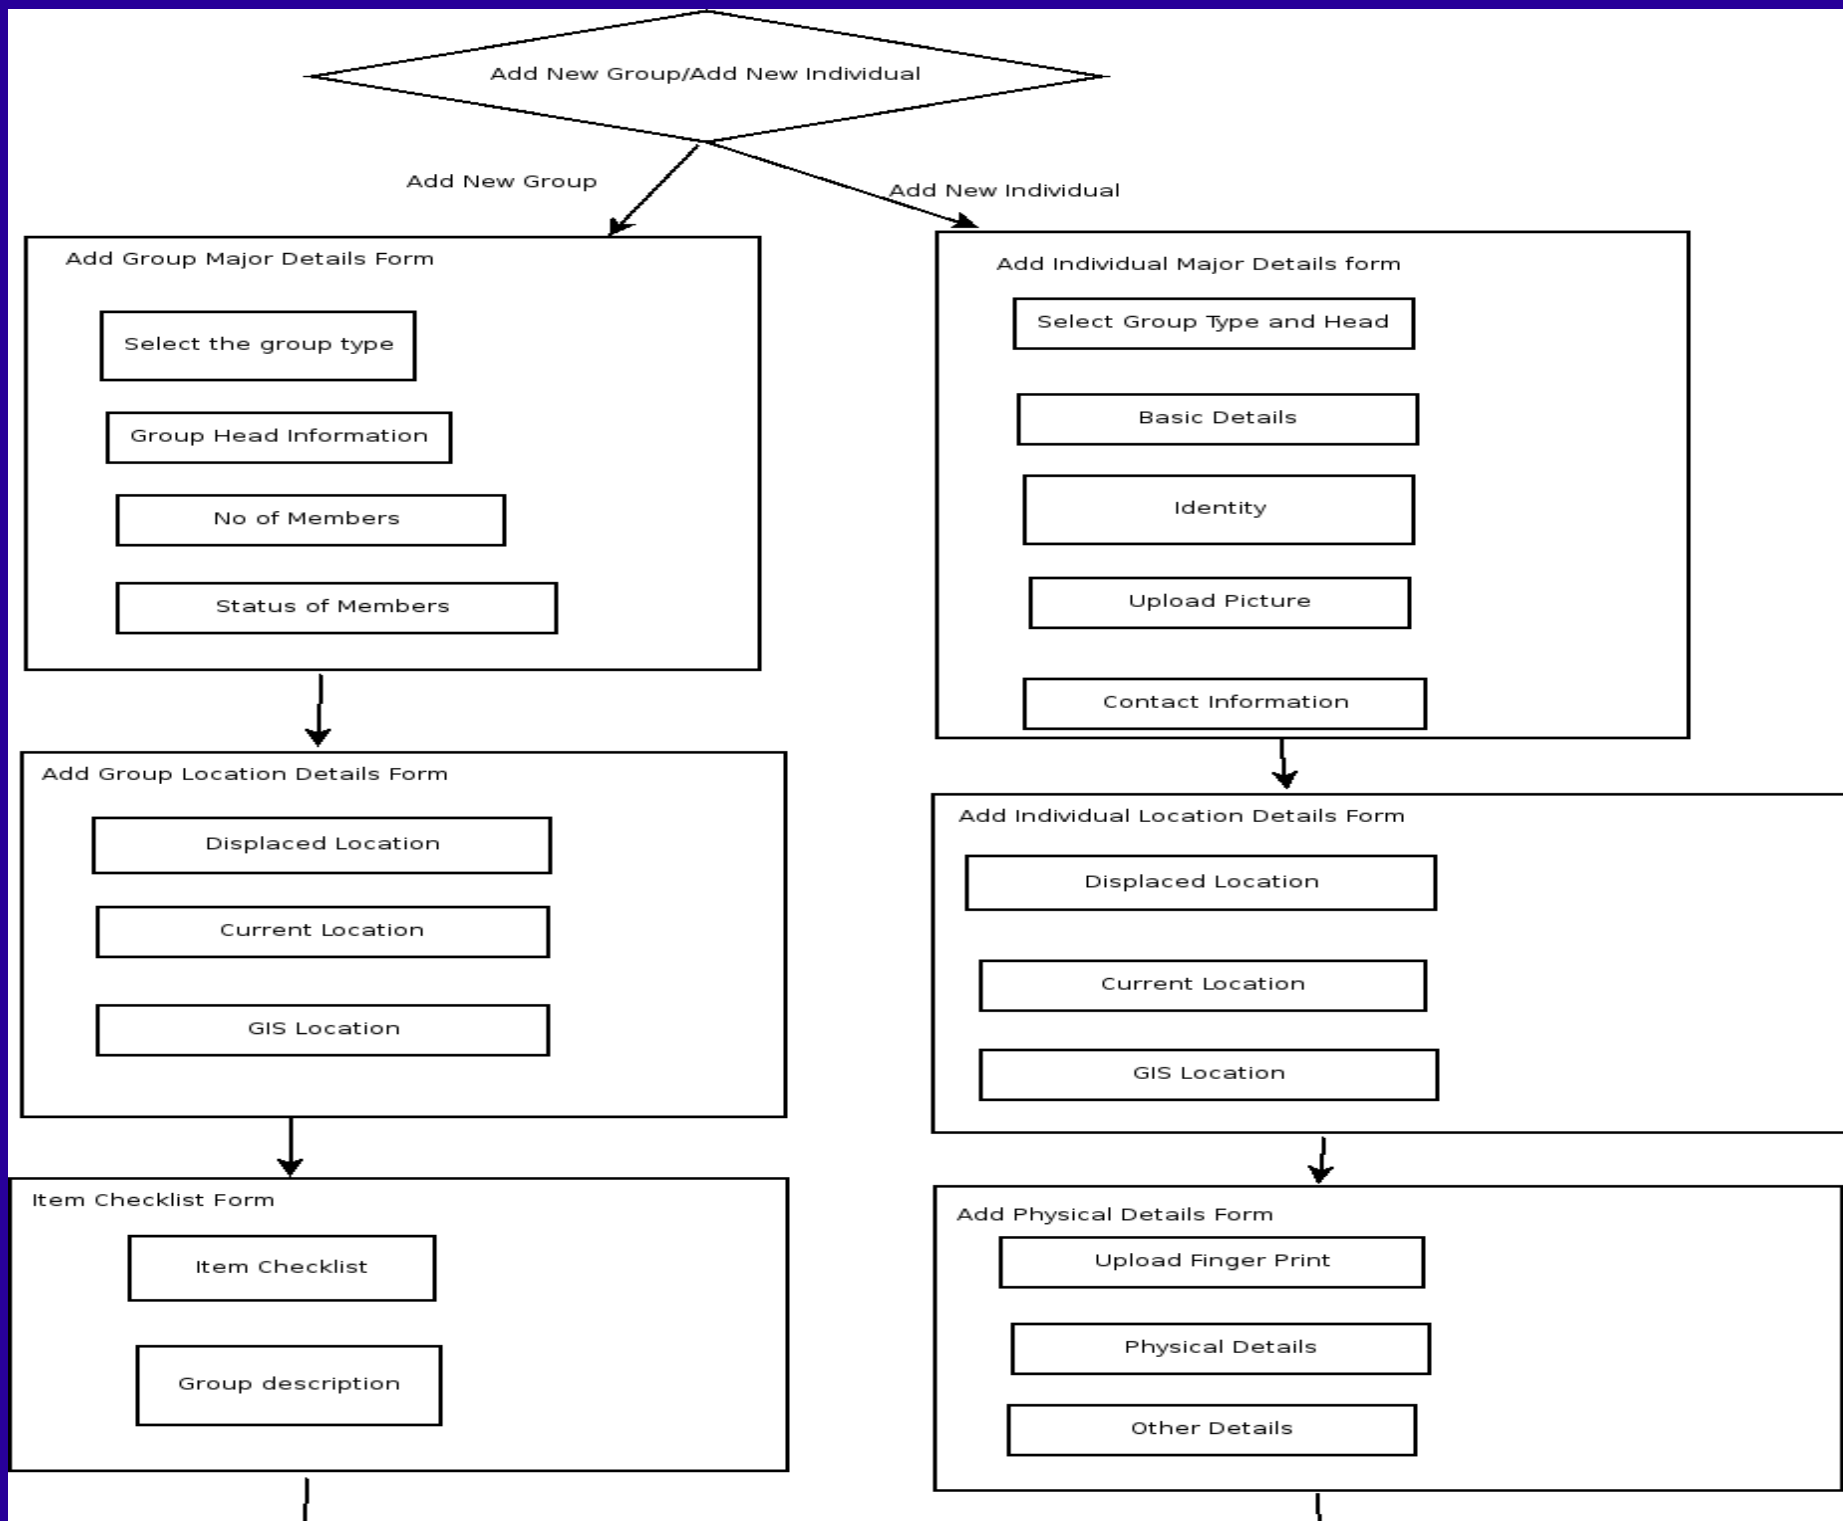 Add New Group/Add New Individual
Add New Group
Add New Individual
Add Group Major Details Form
Select the group type
Group Head Information
No of Members
Status of Members
Add Individual Major Details form
Select Group Type and Head
Basic Details
Identity
Upload Picture
Contact Information
Add Group Location Details Form
Displaced Location
Current Location
GIS Location
Add Individual Location Details Form
Displaced Location
Current Location
GIS Location
Item Checklist Form
Item Checklist
Group description
Add Physical Details Form
Upload Finger Print
Physical Details
Other Details